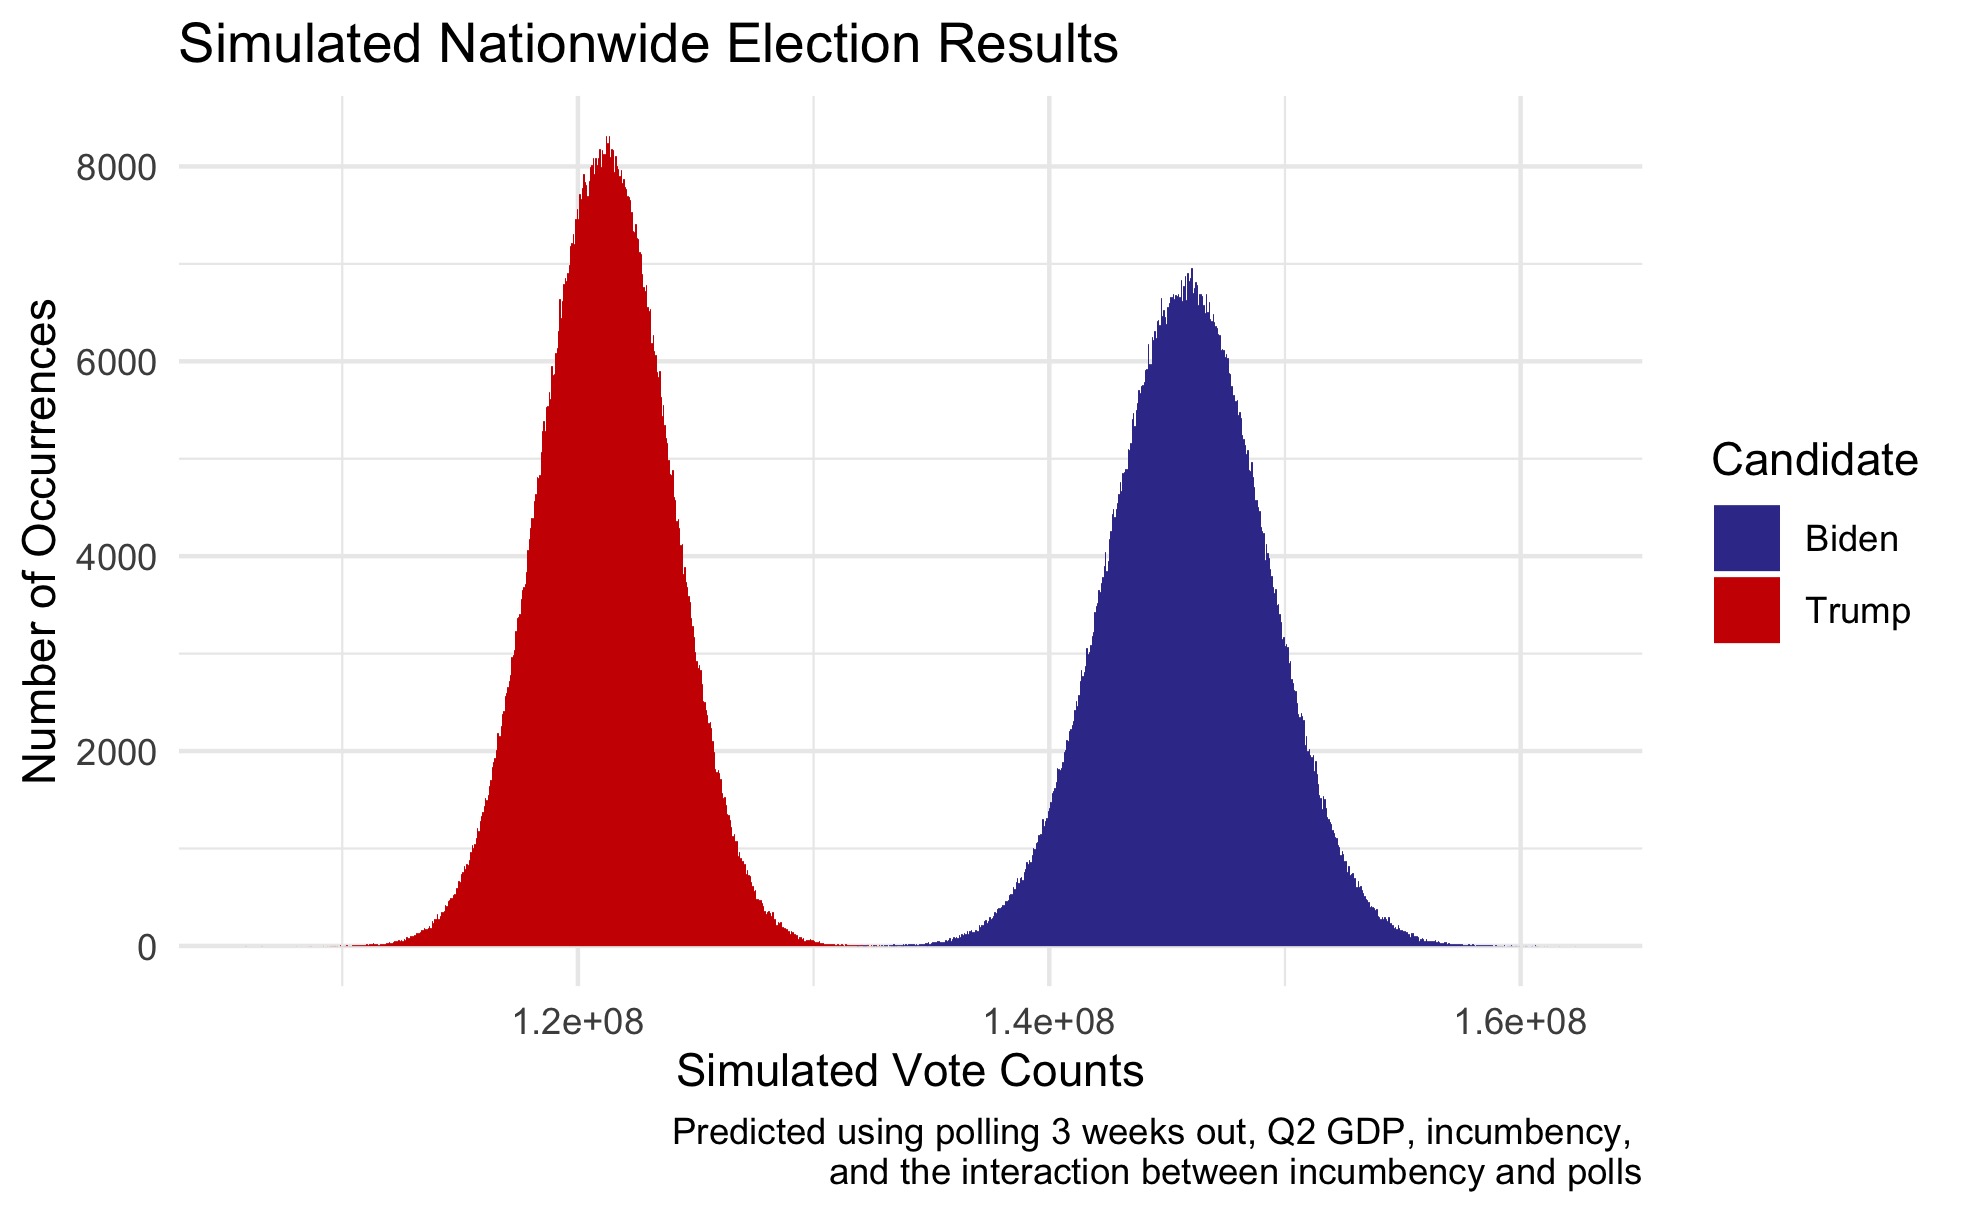 Simulated Nationwide Election Results
Number of Occurrences
8000
6000
4000
2000
0
1.2e+08
1.4e+08
1.6e+08
Simulated Vote Counts
Predicted using polling 3 weeks out, Q2 GDP, incumbency,
and the interaction between incumbency and polls
Candidate
Biden
Trump